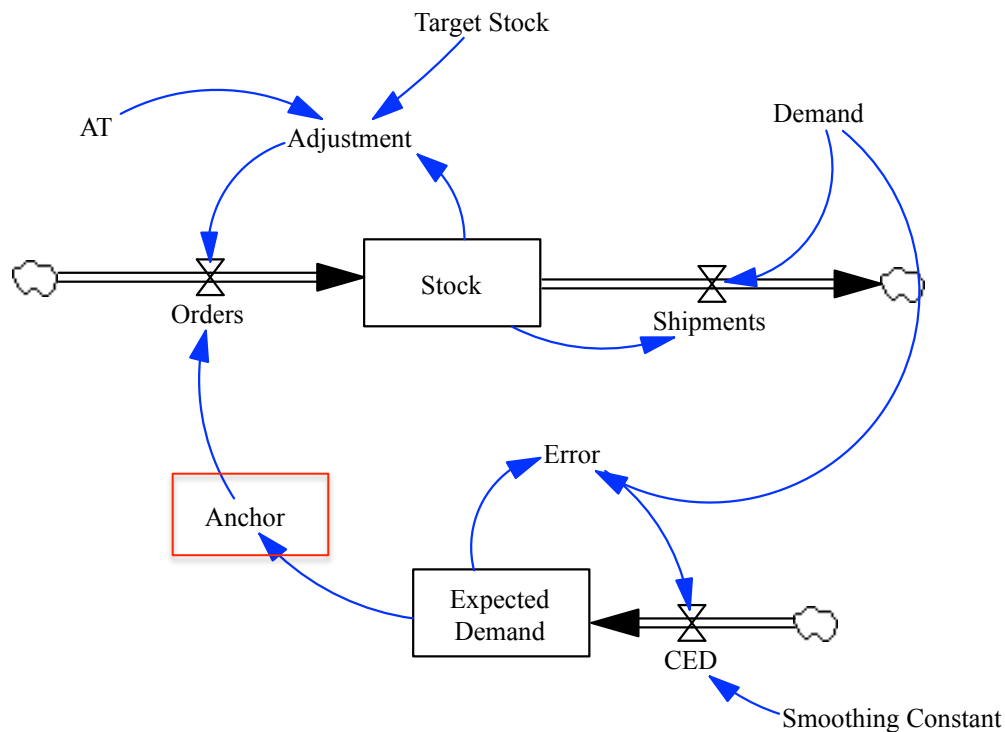 Target Stock
AT
Demand
Adjustment
Stock
Orders
Shipments
Error
Anchor
Expected
Demand
CED
Smoothing Constant